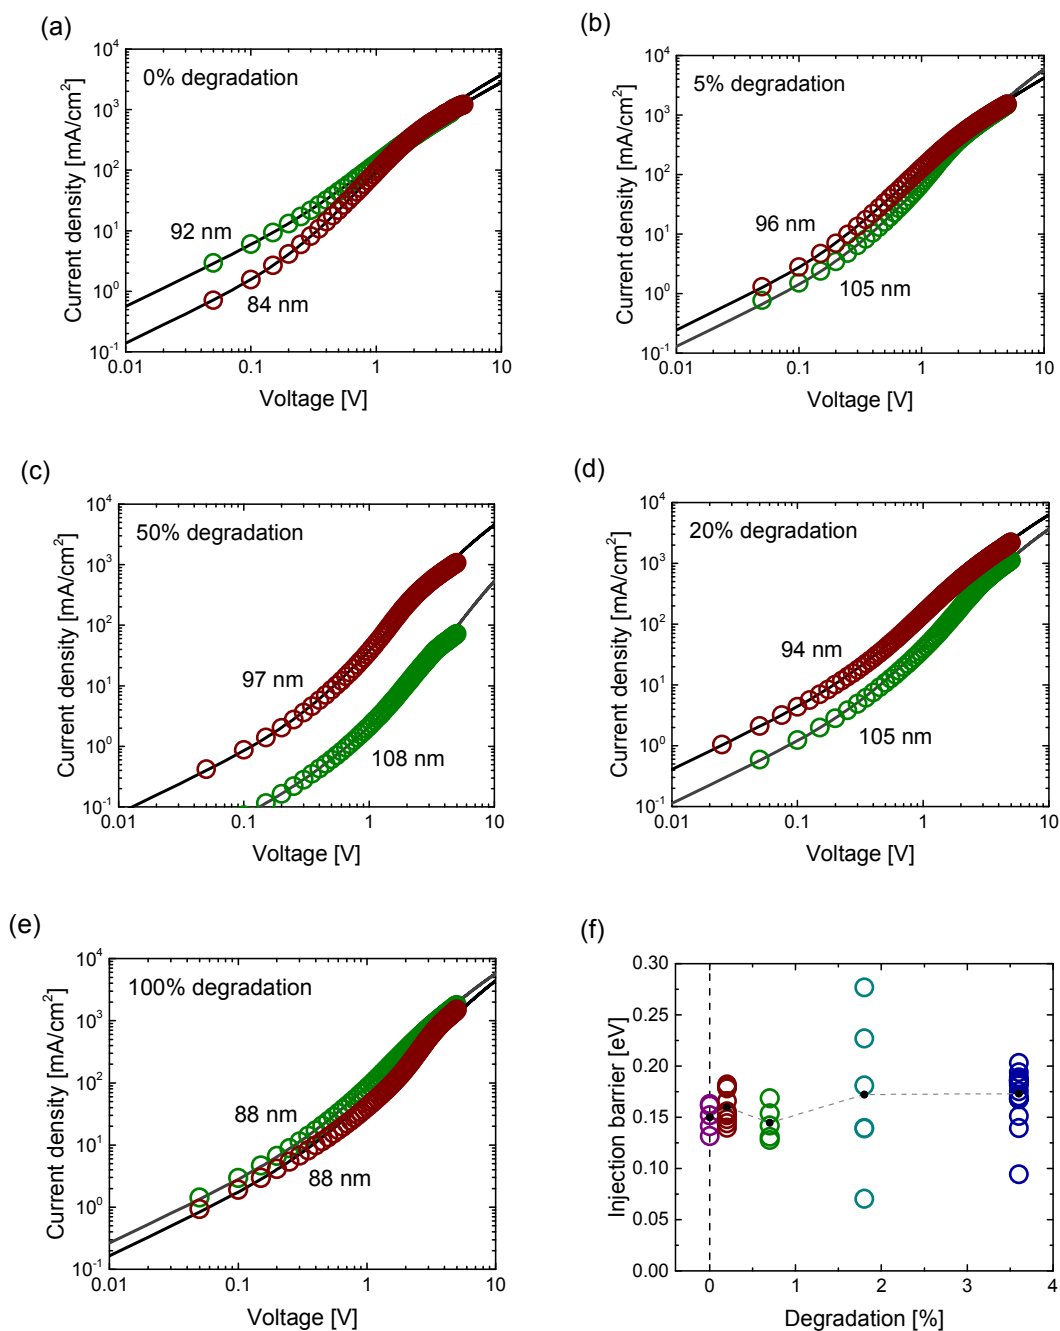 (a)
0% degradation
92 nm
84 nm
Current density [mA/cm²]
10⁴
10³
10²
10¹
10⁰
10⁻¹
0.01 0.1 1 10
Voltage [V]
(b)
5% degradation
96 nm
105 nm
Current density [mA/cm²]
10⁴
10³
10²
10¹
10⁰
10⁻¹
0.01 0.1 1 10
Voltage [V]
(c)
50% degradation
97 nm
108 nm
Current density [mA/cm²]
10⁴
10³
10²
10¹
10⁰
10⁻¹
0.01 0.1 1 10
Voltage [V]
(d)
20% degradation
94 nm
105 nm
Current density [mA/cm²]
10⁴
10³
10²
10¹
10⁰
10⁻¹
0.01 0.1 1 10
Voltage [V]
(e)
100% degradation
88 nm
88 nm
Current density [mA/cm²]
10⁴
10³
10²
10¹
10⁰
10⁻¹
0.01 0.1 1 10
Voltage [V]
(f)
Injection barrier [eV]
0.30
0.25
0.20
0.15
0.10
0.05
0.00
0 1 2 3 4
Degradation [%]